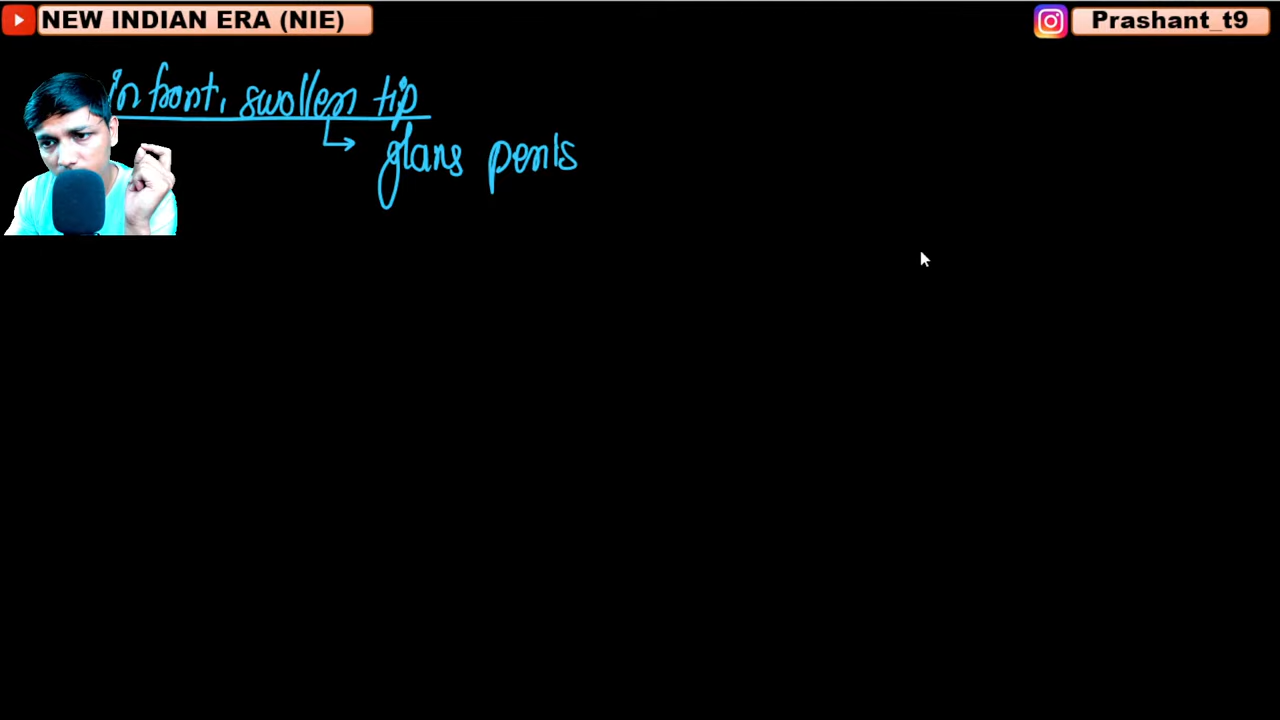 NEW INDIAN ERA (NIE)
Prashant_t9
in front, swollen tip
glans penis